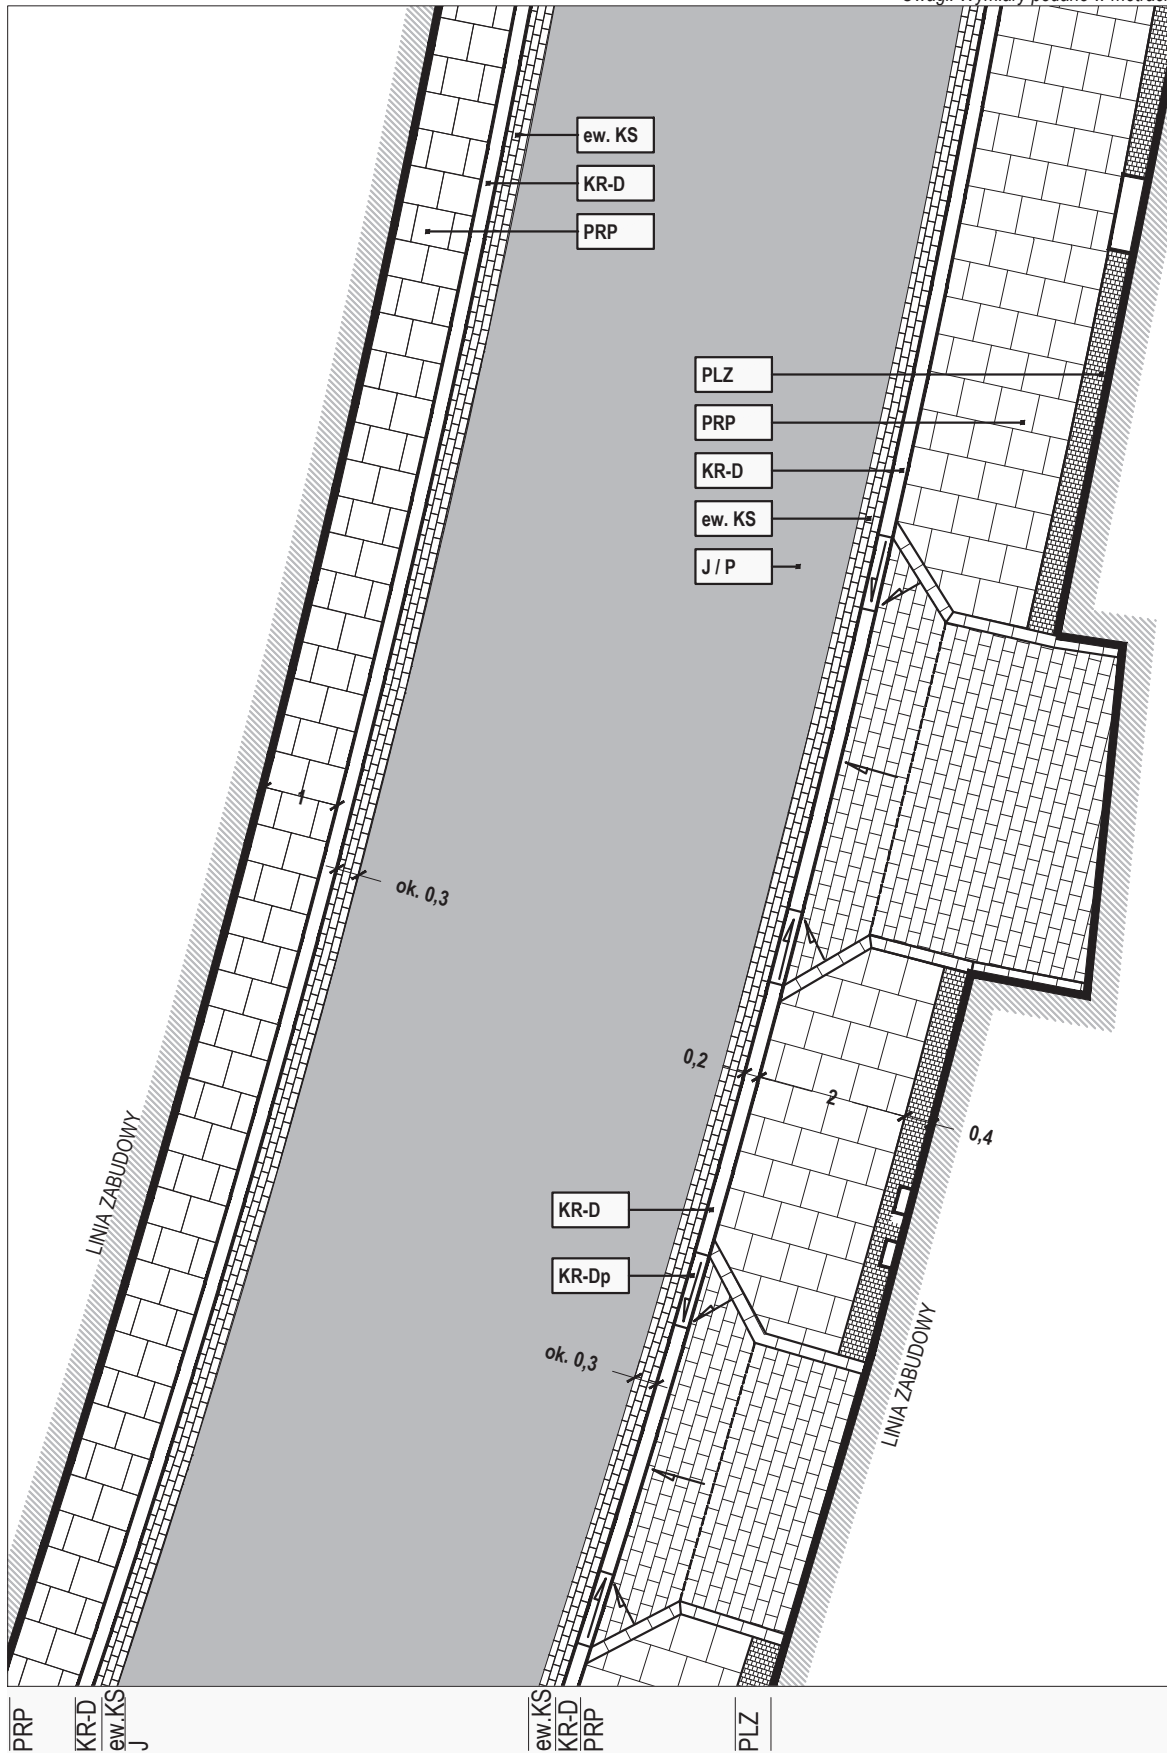 ew. KS
KR-D
PRP
PLZ
PRP
KR-D
ew. KS
J / P
1
ok. 0,3
0,2
2
0,4
LINIA ZABUDOWY
KR-D
KR-Dp
ok. 0,3
LINIA ZABUDOWY
PRP
KR-D
ew.KS
J
ew.KS
KR-D
PRP
PLZ